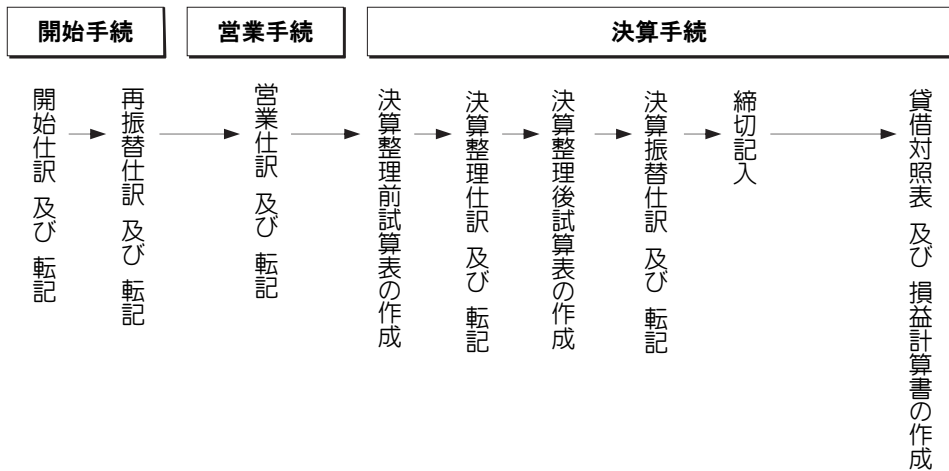 開始手続
営業手続
決算手続
開始仕訳 及び 転記
再振替仕訳 及び 転記
営業仕訳 及び 転記
決算整理前試算表の作成
決算整理仕訳 及び 転記
決算整理後試算表の作成
決算振替仕訳 及び 転記
締切記入
貸借対照表 及び 損益計算書の作成